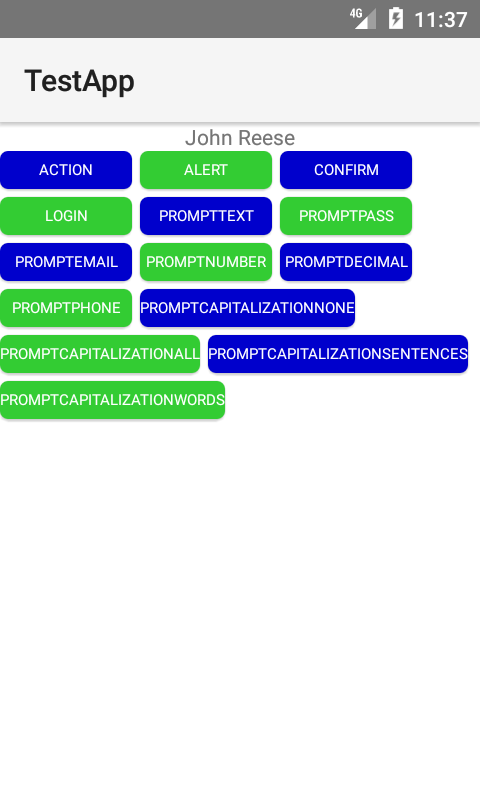 4G 11:37
TestApp
John Reese
ACTION ALERT CONFIRM
LOGIN PROMPTTEXT PROMPTPASS
PROMPTEMAIL PROMPTNUMBER PROMPTDECIMAL
PROMPTPHONE PROMPTCAPITALIZATIONNONE
PROMPTCAPITALIZATIONALL PROMPTCAPITALIZATIONSENTENCES
PROMPTCAPITALIZATIONWORDS